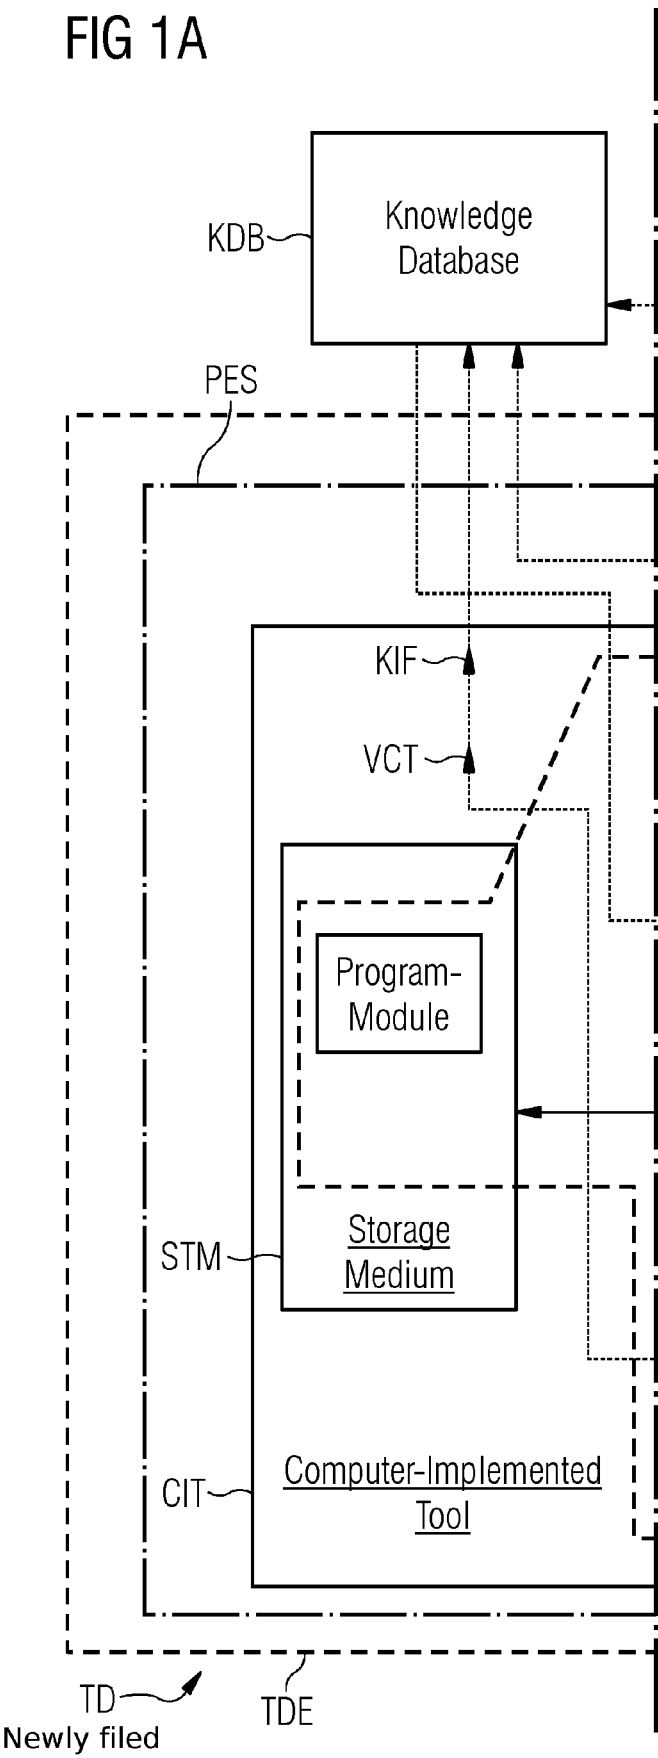 FIG 1A
Knowledge
Database
KDB
PES
KIF
VCT
Program-
Module
Storage
Medium
STM
Computer-Implemented
Tool
CIT
TD
TDE
Newly filed